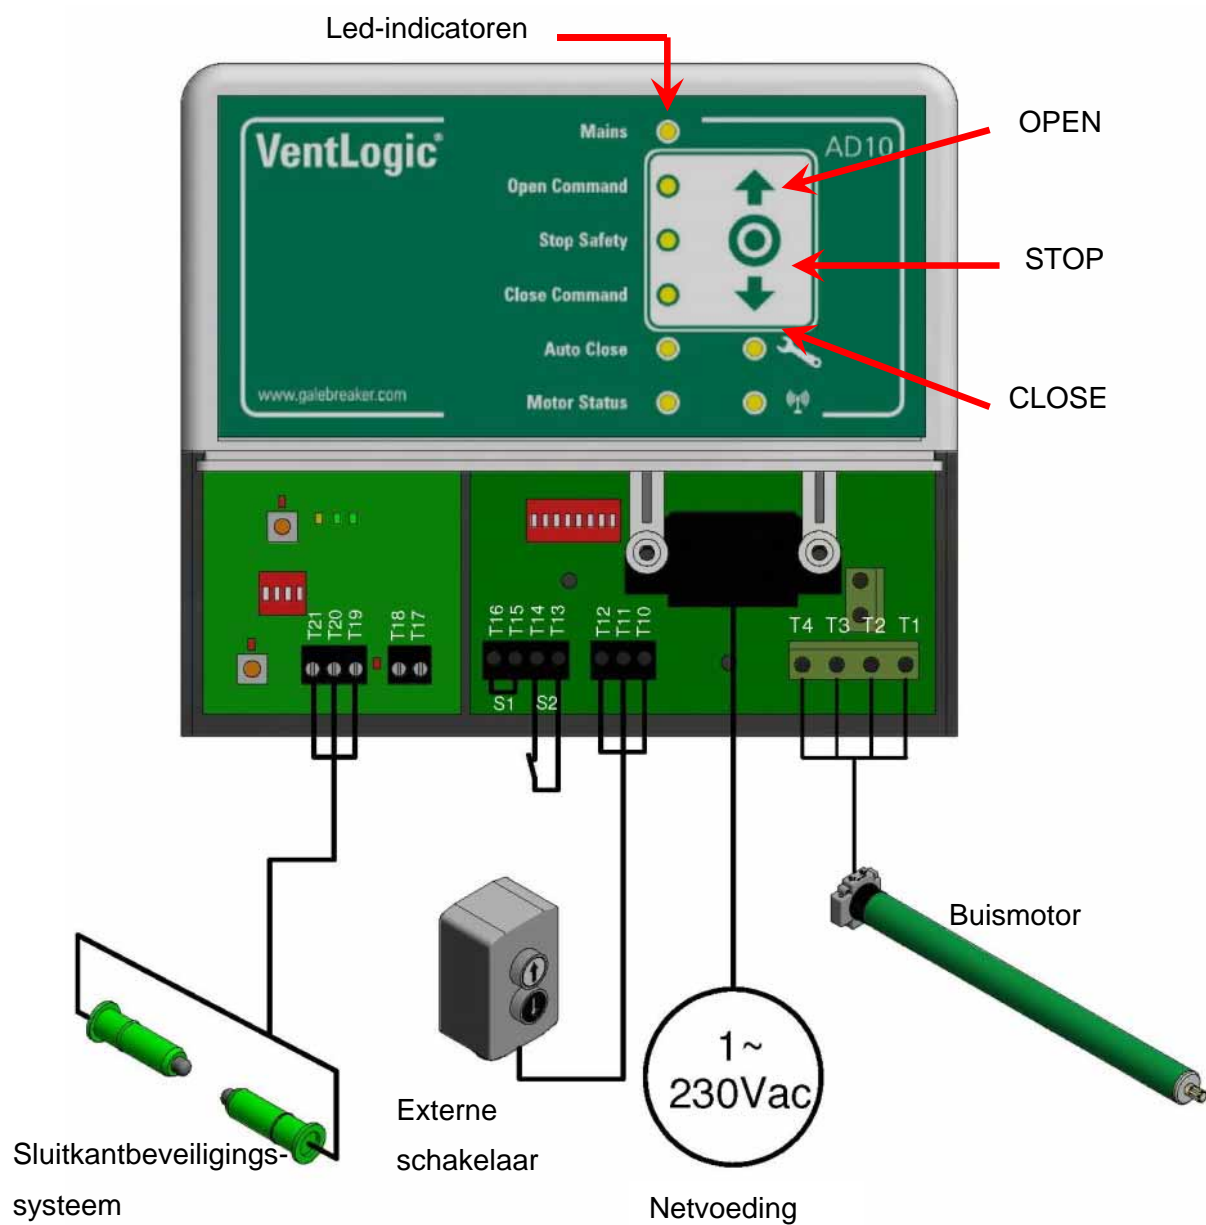 Led-indicatoren
VentLogic®
Mains
AD10
OPEN
Open Command
Stop Safety
STOP
Close Command
Auto Close
www.galebreaker.com
Motor Status
CLOSE
T21 T20 T19 T18 T17 T16 T15 T14 T13 T12 T11 T10
T4 T3 T2 T1
S1 S2
Buismotor
1~
230Vac
Externe
schakelaar
Sluitkantbeveiligings-
systeem
Netvoeding